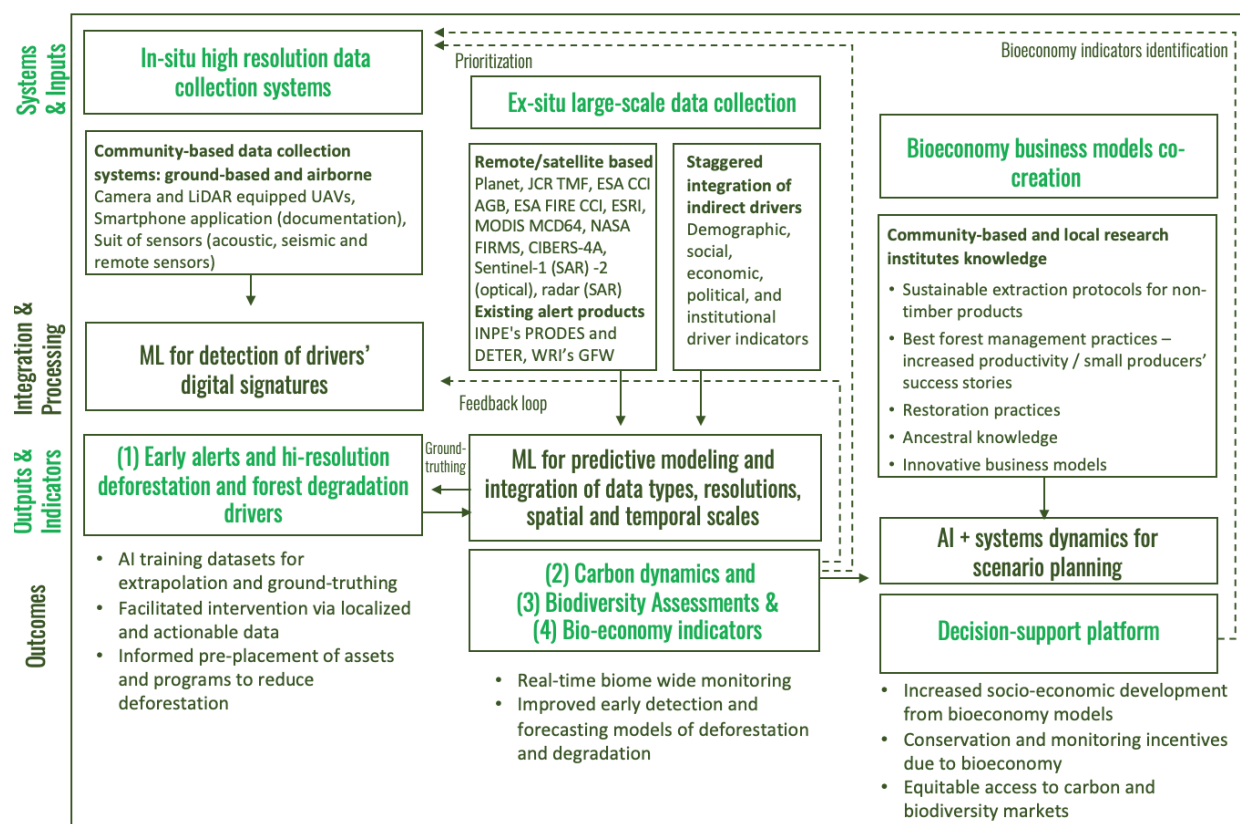 Systems
& Inputs
In-situ high resolution data
collection systems
Community-based data collection
systems: ground-based and airborne
Camera and LiDAR equipped UAVs,
Smartphone application (documentation),
Suit of sensors (acoustic, seismic and
remote sensors)
Prioritization
Bioeconomy indicators identification
Ex-situ large-scale data collection
Remote/satellite based
Planet, JCR TMF, ESA CCI
AGB, ESA FIRE CCI, ESRI,
MODIS MCD64, NASA
FIRMS, CIBERS-4A,
Sentinel-1 (SAR) -2
(optical), radar (SAR)
Existing alert products
INPE's PRODES and
DETER, WRI's GFW
Staggered
integration of
indirect drivers
Demographic,
social,
economic,
political, and
institutional
driver indicators
Bioeconomy business models co-
creation
Community-based and local research
institutes knowledge
• Sustainable extraction protocols for non-
timber products
• Best forest management practices –
increased productivity / small producers'
success stories
• Restoration practices
• Ancestral knowledge
• Innovative business models
Integration &
Processing
ML for detection of drivers'
digital signatures
Feedback loop
Outputs &
Indicators
(1) Early alerts and hi-resolution
deforestation and forest degradation
drivers
Ground-
truthing
ML for predictive modeling and
integration of data types, resolutions,
spatial and temporal scales
AI + systems dynamics for
scenario planning
Outcomes
• AI training datasets for
extrapolation and ground-truthing
• Facilitated intervention via localized
and actionable data
• Informed pre-placement of assets
and programs to reduce
deforestation
(2) Carbon dynamics and
(3) Biodiversity Assessments &
(4) Bio-economy indicators
• Real-time biome wide monitoring
• Improved early detection and
forecasting models of deforestation
and degradation
Decision-support platform
• Increased socio-economic development
from bioeconomy models
• Conservation and monitoring incentives
due to bioeconomy
• Equitable access to carbon and
biodiversity markets